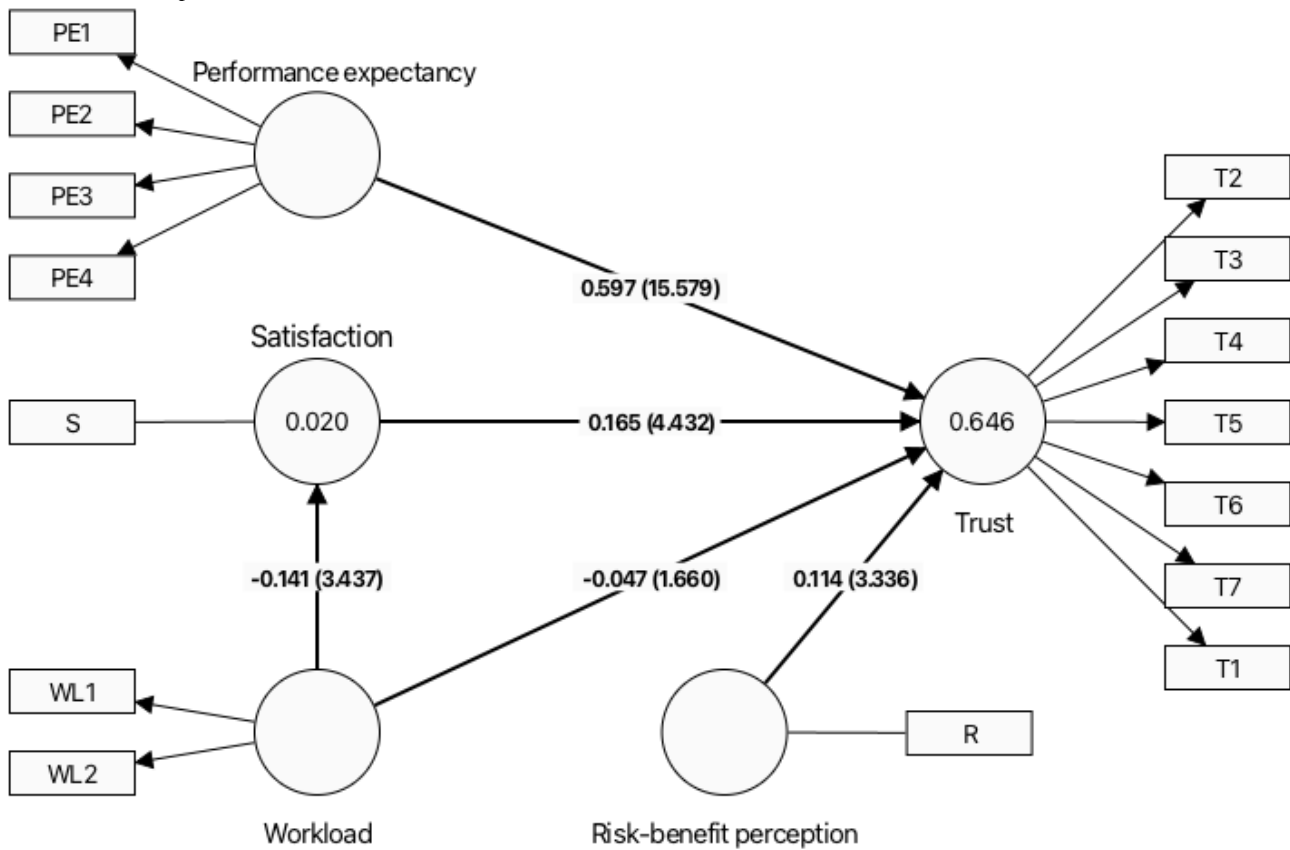 PE1
Performance expectancy
PE2
PE3
PE4
T2
T3
T4
T5
T6
T7
T1
0.597 (15.579)
Satisfaction
S
0.020
0.165 (4.432)
0.646
Trust
-0.141 (3.437)
-0.047 (1.660)
0.114 (3.336)
WL1
WL2
R
Workload
Risk-benefit perception